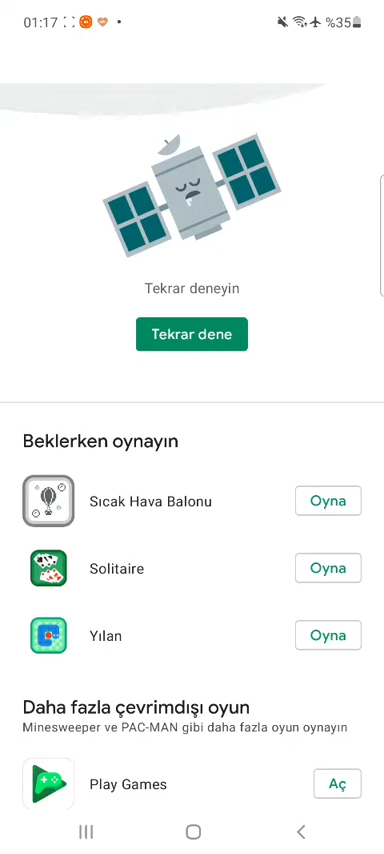 01:17
%35
Tekrar deneyin
Tekrar dene
Beklerken oynayın
Sıcak Hava Balonu
Oyna
Solitaire
Oyna
Yılan
Oyna
Daha fazla çevrimdışı oyun
Minesweeper ve PAC-MAN gibi daha fazla oyun oynayın
Play Games
Aç